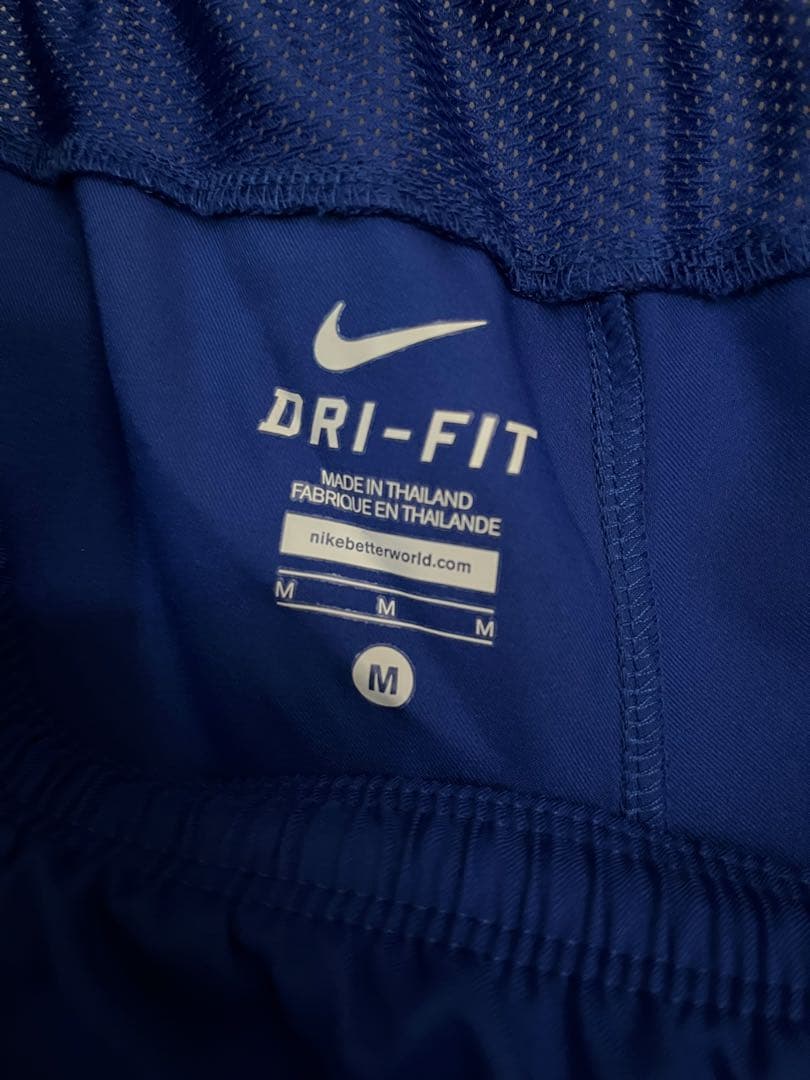 DRI-FIT
MADE IN THAILAND
FABRIQUE EN THAILANDE
nikebetterworld.com
M M M
M